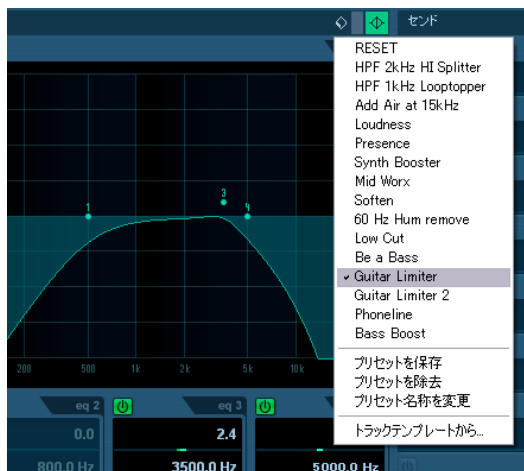 センド
RESET
HPF 2kHz HI Splitter
HPF 1kHz Looptopper
Add Air at 15kHz
Loudness
Presence
Synth Booster
Mid Worx
Soften
60 Hz Hum remove
Low Cut
Be a Bass
✓ Guitar Limiter
Guitar Limiter 2
Phoneline
Bass Boost
プリセットを保存
プリセットを除去
プリセット名称を変更
トラックテンプレートから...
1
3
4
200 500 1k 2k 5k 10k
eq 2 eq 3
0.0 2.4
800.0 Hz 3500.0 Hz 5000.0 Hz